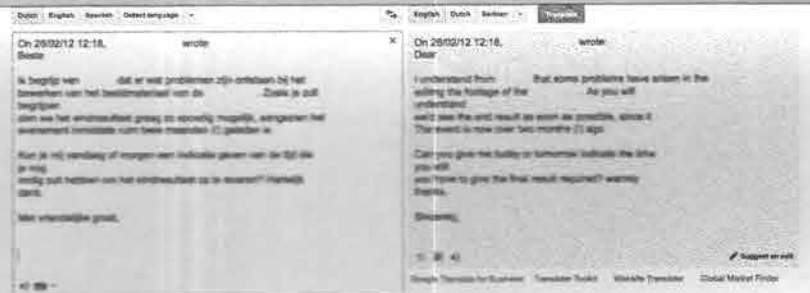 Dutch English Spanish Detect language
English Dutch Serbian Translate
On 28/02/12 12:18, wrote:
Beste
Ik begrijp van dat er wat problemen zijn ontstaan bij het
bewerken van het beeldmateriaal van de . Zoals je zult
begrijpen
zien we het eindresultaat graag zo spoedig mogelijk, aangezien het
evenement inmiddels ruim twee maanden (!) geleden is.
Kun je mij vandaag of morgen een indicatie geven van de tijd die
je nog
nodig zult hebben om het eindresultaat op te leveren? Hartelijk
dank.
Met vriendelijke groet,
On 28/02/12 12:18, wrote:
Dear
I understand from that some problems have arisen in the
editing the footage of the . As you will
understand
we'd see the end result as soon as possible, since it
The event is now over two months (!) ago.
Can you give me today or tomorrow indicate the time
you still
will have to give the final result required? warmly
thanks.
Sincerely,
Suggest an edit
Google Translate for Business Translator Toolkit Website Translator Global Market Finder